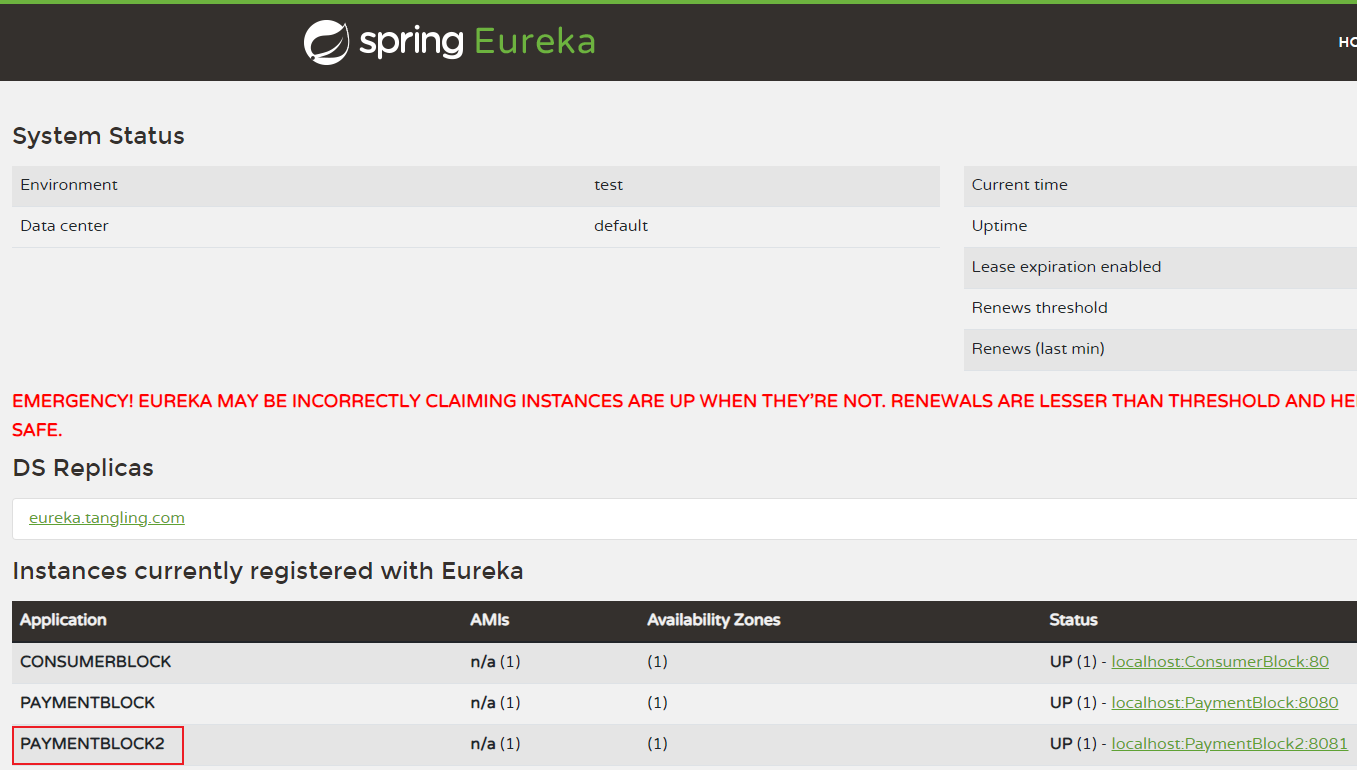 spring Eureka
System Status
Environment test
Data center default
Current time
Uptime
Lease expiration enabled
Renews threshold
Renews (last min)
EMERGENCY! EUREKA MAY BE INCORRECTLY CLAIMING INSTANCES ARE UP WHEN THEY'RE NOT. RENEWALS ARE LESSER THAN THRESHOLD AND
SAFE.
DS Replicas
eureka.tangling.com
Instances currently registered with Eureka
Application AMIs Availability Zones Status
CONSUMERBLOCK n/a (1) (1) UP (1) - localhost:ConsumerBlock:80
PAYMENTBLOCK n/a (1) (1) UP (1) - localhost:PaymentBlock:8080
PAYMENTBLOCK2 n/a (1) (1) UP (1) - localhost:PaymentBlock2:8081